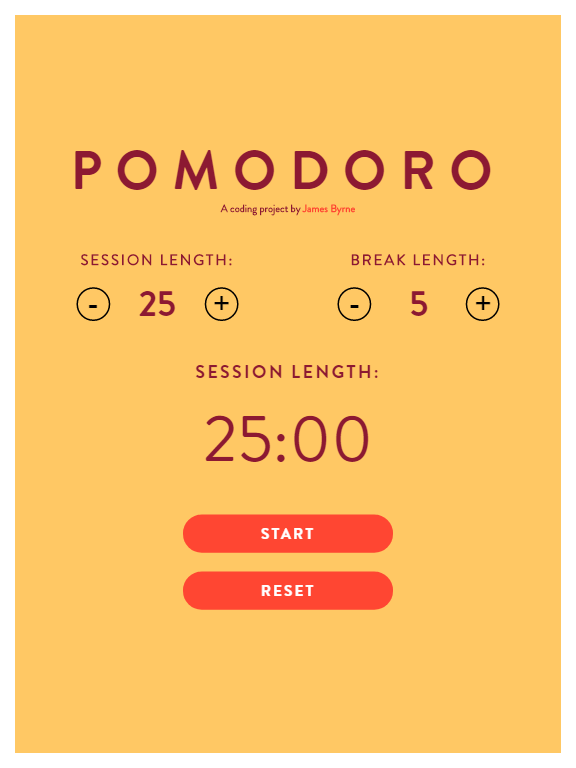 POMODORO
A coding project by James Byrne
SESSION LENGTH: BREAK LENGTH:
- 25 + - 5 +
SESSION LENGTH:
25:00
START
RESET